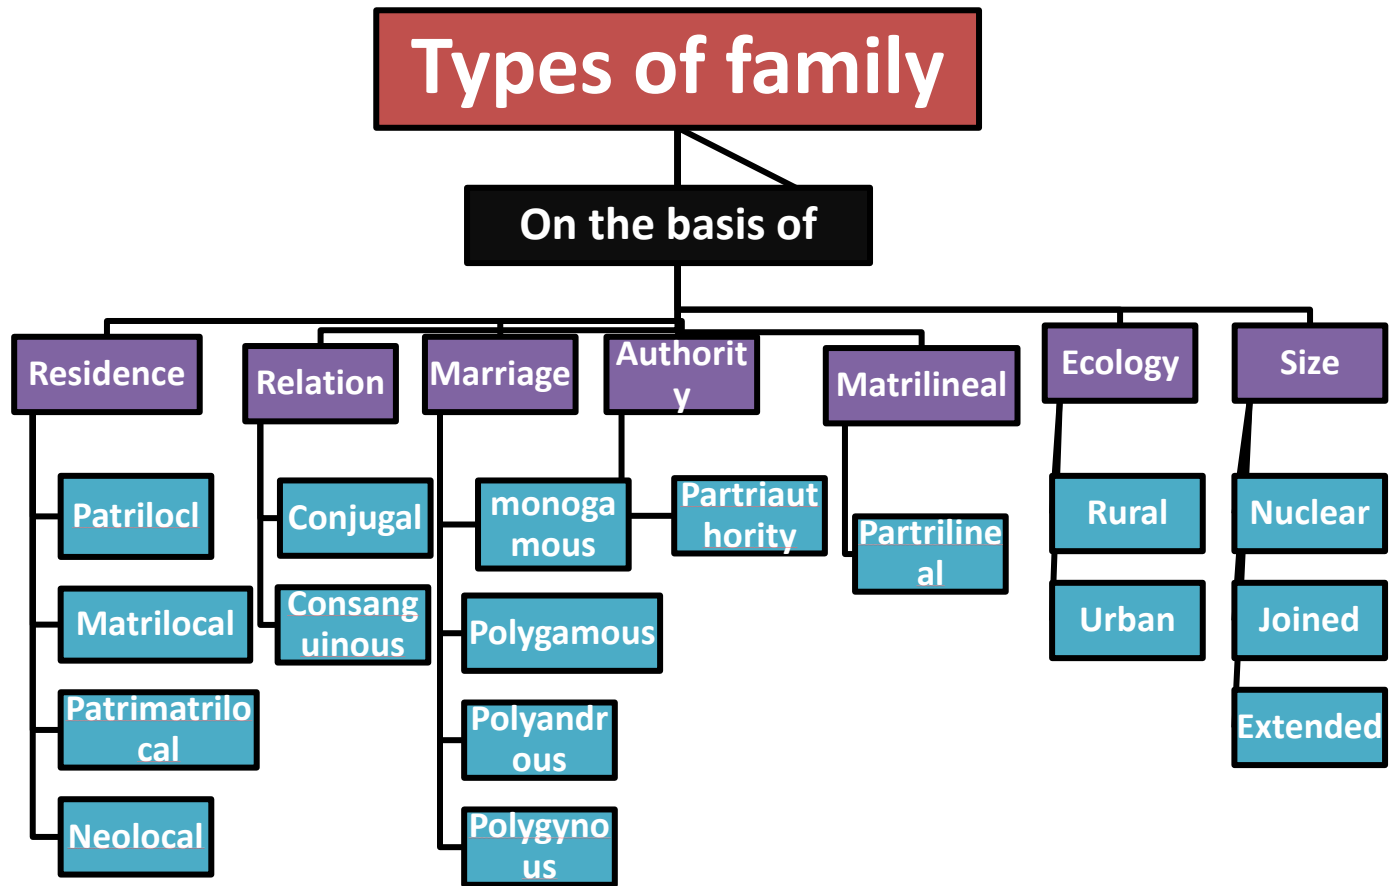 Types of family
On the basis of
Residence
Patrilocl
Matrilocal
Patrimatrilo
cal
Neolocal
Relation
Conjugal
Consang
uinous
Marriage
monoga
mous
Polygamous
Polyandr
ous
Polygyno
us
Authorit
y
Partriaut
hority
Matrilineal
Partriline
al
Ecology
Rural
Urban
Size
Nuclear
Joined
Extended